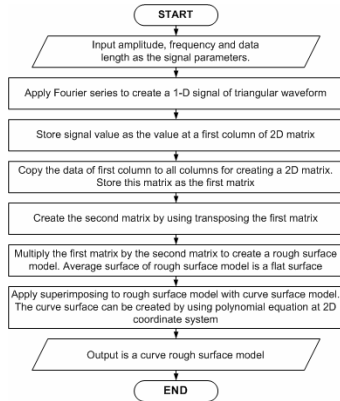 START
Input amplitude, frequency and data
length as the signal parameters.
Apply Fourier series to create a 1-D signal of triangular waveform
Store signal value as the value at a first column of 2D matrix
Copy the data of first column to all columns for creating a 2D matrix.
Store this matrix as the first matrix
Create the second matrix by using transposing the first matrix
Multiply the first matrix by the second matrix to create a rough surface
model. Average surface of rough surface model is a flat surface
Apply superimposing to rough surface model with curve surface model.
The curve surface can be created by using polynomial equation at 2D
coordinate system
Output is a curve rough surface model
END